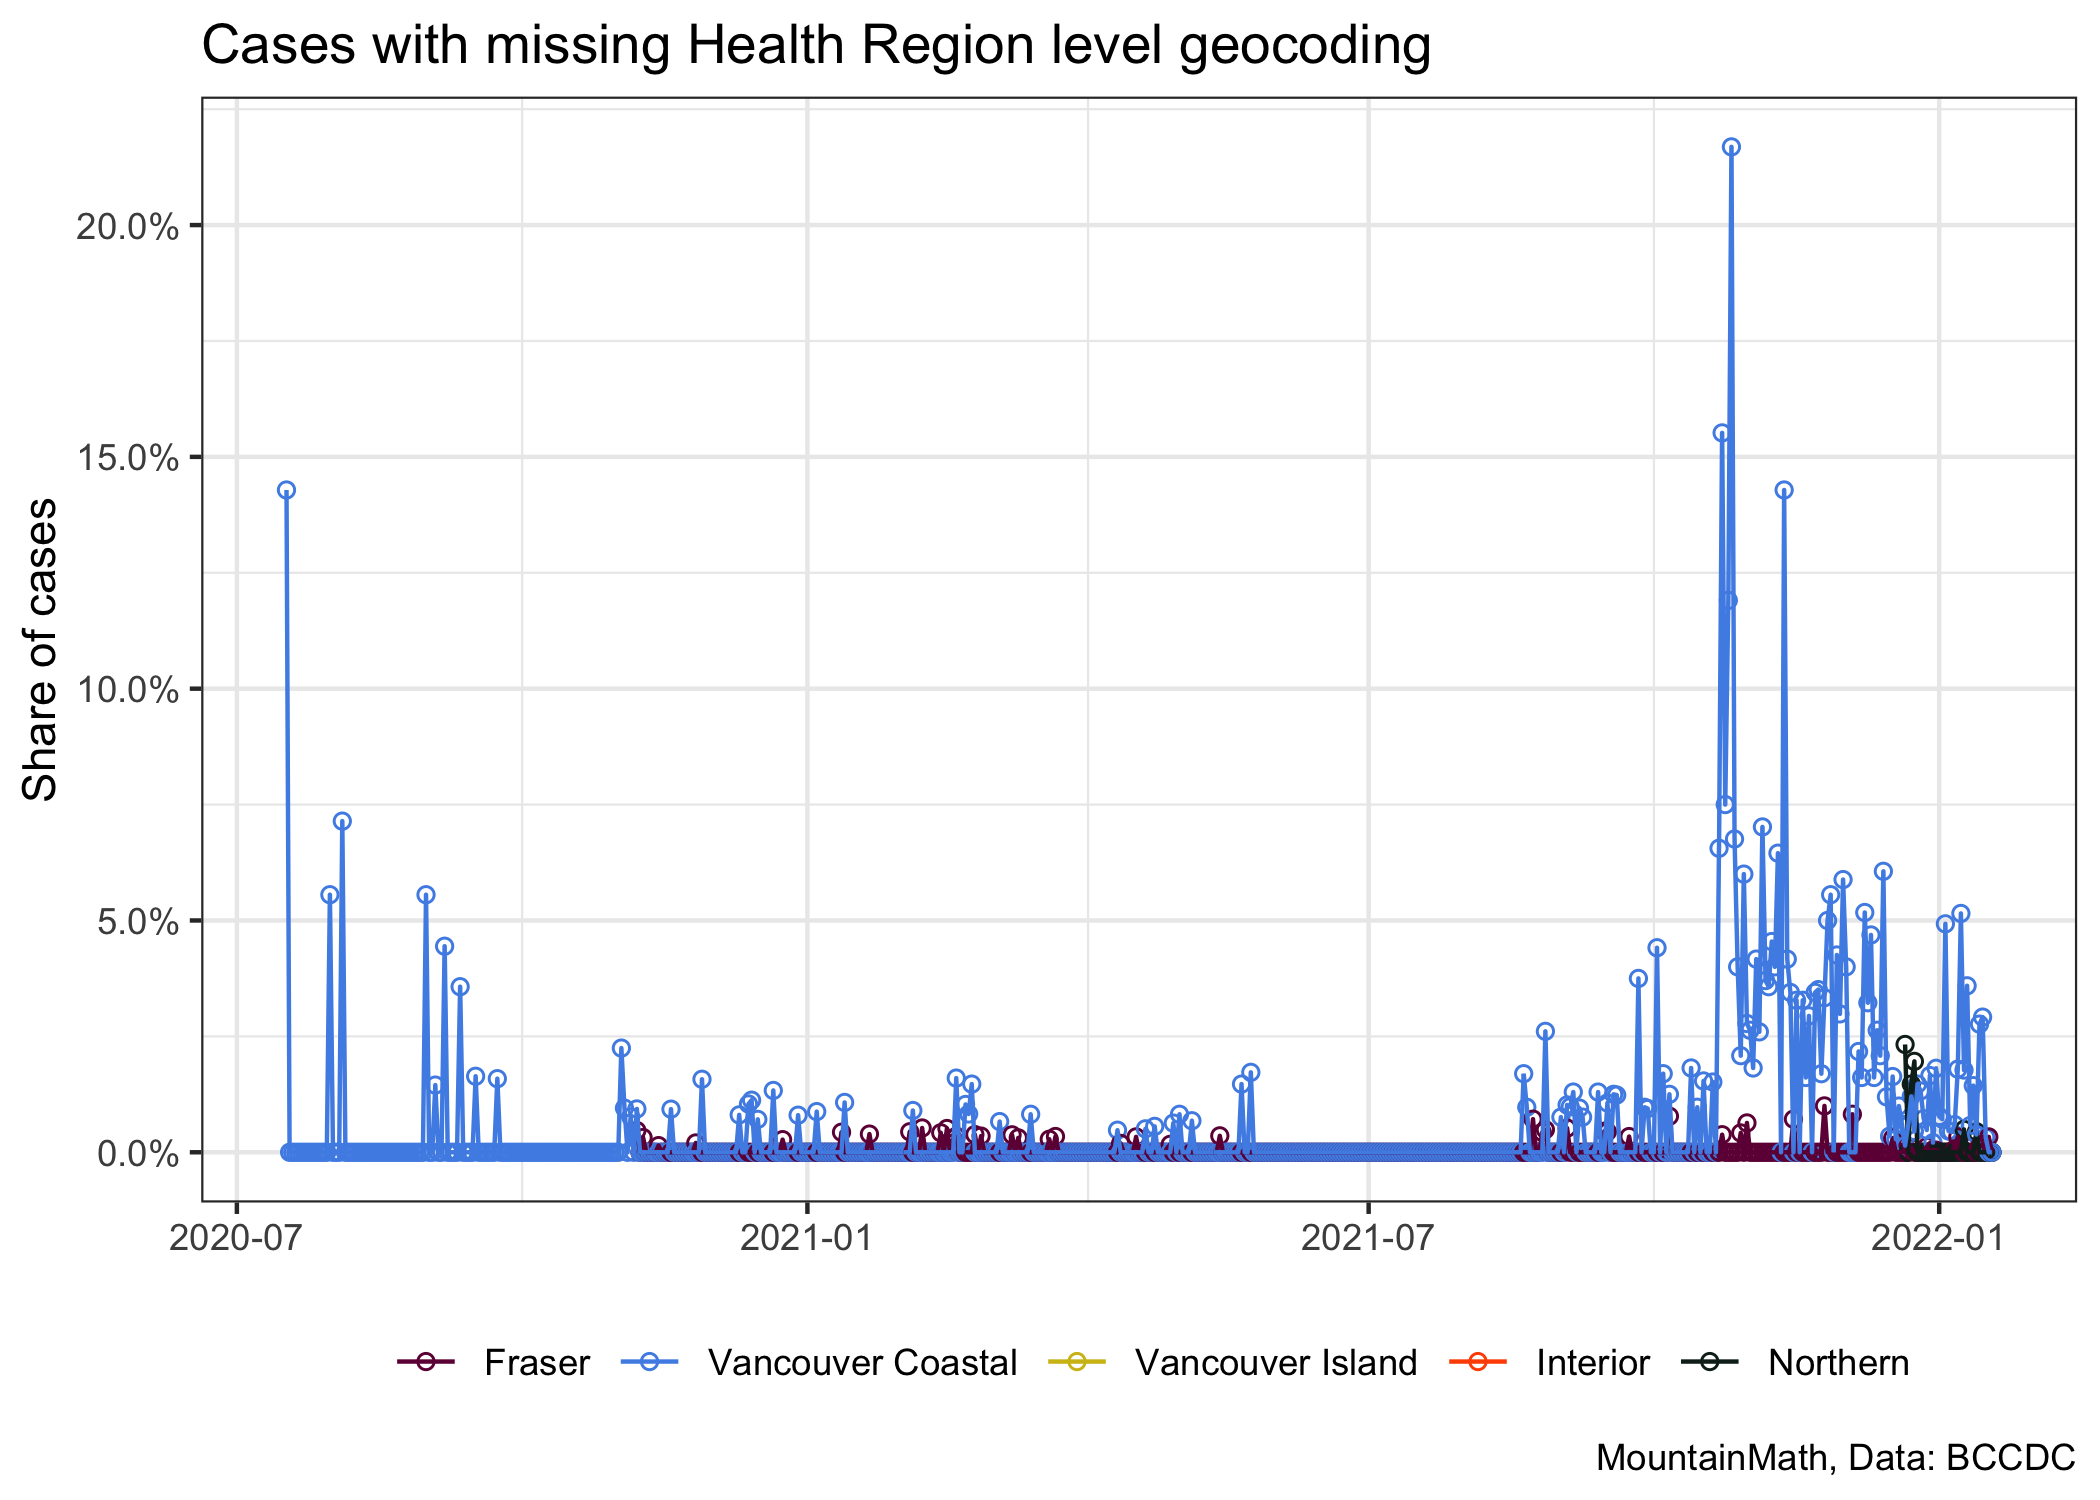 Cases with missing Health Region level geocoding
Share of cases
20.0%
15.0%
10.0%
5.0%
0.0%
2020-07 2021-01 2021-07 2022-01
Fraser Vancouver Coastal Vancouver Island Interior Northern
MountainMath, Data: BCCDC